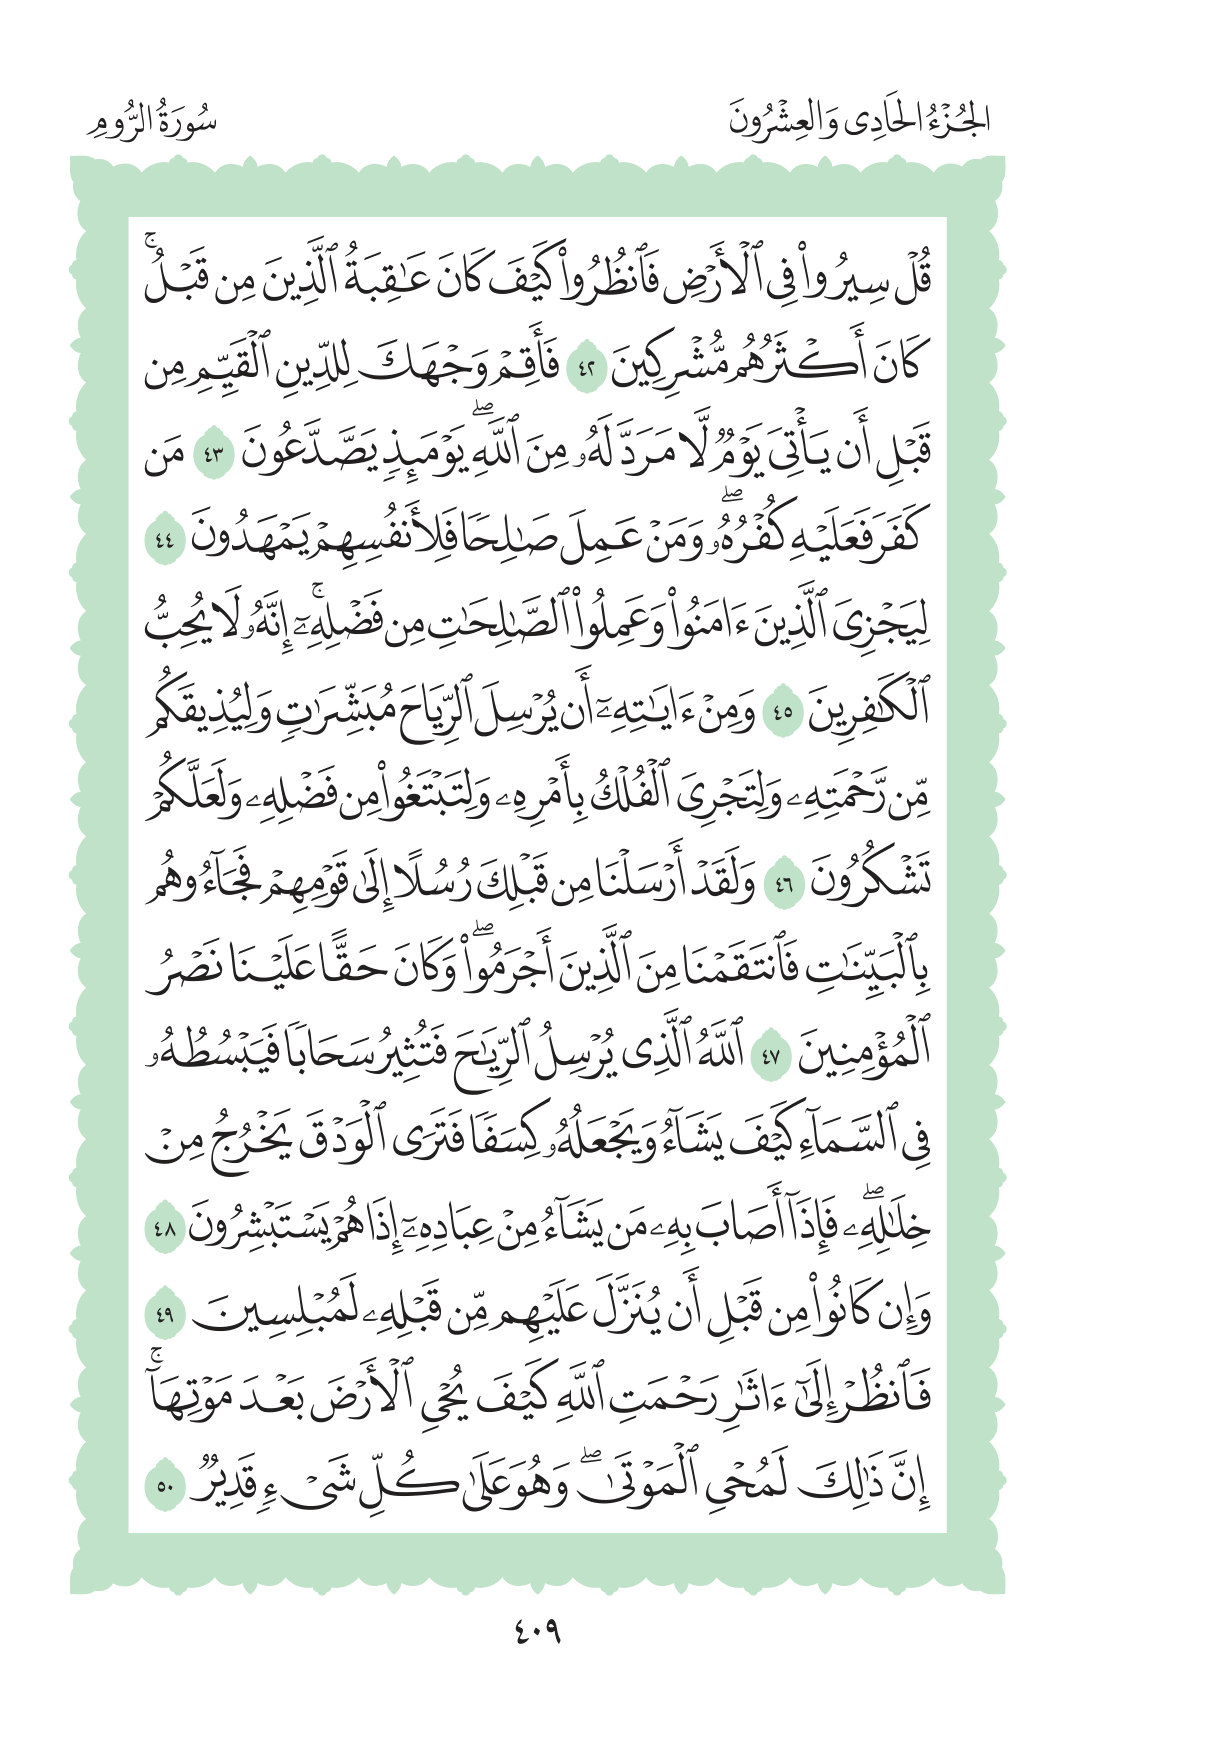 الجُزْءُ الحَادِى وَالعِشْرُونَ
سُورَةُ الرُّومِ
قُلْ سِيرُوا۟ فِى ٱلْأَرْضِ فَٱنظُرُوا۟ كَيْفَ كَانَ عَـٰقِبَةُ ٱلَّذِينَ مِن قَبْلُ ۚ
كَانَ أَكْثَرُهُم مُّشْرِكِينَ ٤٢ فَأَقِمْ وَجْهَكَ لِلدِّينِ ٱلْقَيِّمِ مِن
قَبْلِ أَن يَأْتِىَ يَوْمٌ لَّا مَرَدَّ لَهُۥ مِنَ ٱللَّهِ ۖ يَوْمَئِذٍ يَصَّدَّعُونَ ٤٣ مَن
كَفَرَ فَعَلَيْهِ كُفْرُهُۥ ۖ وَمَنْ عَمِلَ صَـٰلِحًا فَلِأَنفُسِهِمْ يَمْهَدُونَ ٤٤
لِيَجْزِىَ ٱلَّذِينَ ءَامَنُوا۟ وَعَمِلُوا۟ ٱلصَّـٰلِحَـٰتِ مِن فَضْلِهِۦٓ ۚ إِنَّهُۥ لَا يُحِبُّ
ٱلْكَـٰفِرِينَ ٤٥ وَمِنْ ءَايَـٰتِهِۦٓ أَن يُرْسِلَ ٱلرِّيَاحَ مُبَشِّرَٰتٍ وَلِيُذِيقَكُم
مِّن رَّحْمَتِهِۦ وَلِتَجْرِىَ ٱلْفُلْكُ بِأَمْرِهِۦ وَلِتَبْتَغُوا۟ مِن فَضْلِهِۦ وَلَعَلَّكُمْ
تَشْكُرُونَ ٤٦ وَلَقَدْ أَرْسَلْنَا مِن قَبْلِكَ رُسُلًا إِلَىٰ قَوْمِهِمْ فَجَآءُوهُم
بِٱلْبَيِّنَـٰتِ فَٱنتَقَمْنَا مِنَ ٱلَّذِينَ أَجْرَمُوا۟ ۖ وَكَانَ حَقًّا عَلَيْنَا نَصْرُ
ٱلْمُؤْمِنِينَ ٤٧ ٱللَّهُ ٱلَّذِى يُرْسِلُ ٱلرِّيَـٰحَ فَتُثِيرُ سَحَابًا فَيَبْسُطُهُۥ
فِى ٱلسَّمَآءِ كَيْفَ يَشَآءُ وَيَجْعَلُهُۥ كِسَفًا فَتَرَى ٱلْوَدْقَ يَخْرُجُ مِنْ
خِلَـٰلِهِۦ ۖ فَإِذَآ أَصَابَ بِهِۦ مَن يَشَآءُ مِنْ عِبَادِهِۦٓ إِذَا هُمْ يَسْتَبْشِرُونَ ٤٨
وَإِن كَانُوا۟ مِن قَبْلِ أَن يُنَزَّلَ عَلَيْهِم مِّن قَبْلِهِۦ لَمُبْلِسِينَ ٤٩
فَٱنظُرْ إِلَىٰٓ ءَاثَـٰرِ رَحْمَتِ ٱللَّهِ كَيْفَ يُحْىِ ٱلْأَرْضَ بَعْدَ مَوْتِهَآ ۚ
إِنَّ ذَٰلِكَ لَمُحْىِ ٱلْمَوْتَىٰ ۖ وَهُوَ عَلَىٰ كُلِّ شَىْءٍ قَدِيرٌ ٥٠
٤٠٩